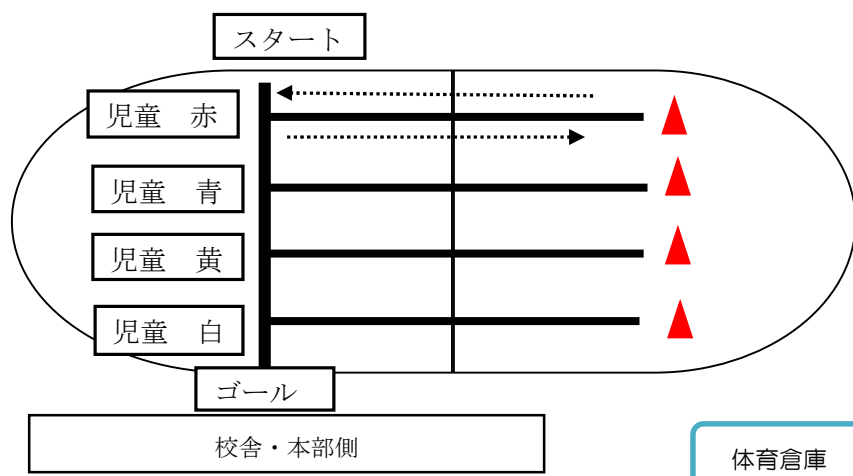 スタート
児童　赤
児童　青
児童　黄
児童　白
ゴール
校舎・本部側
体育倉庫